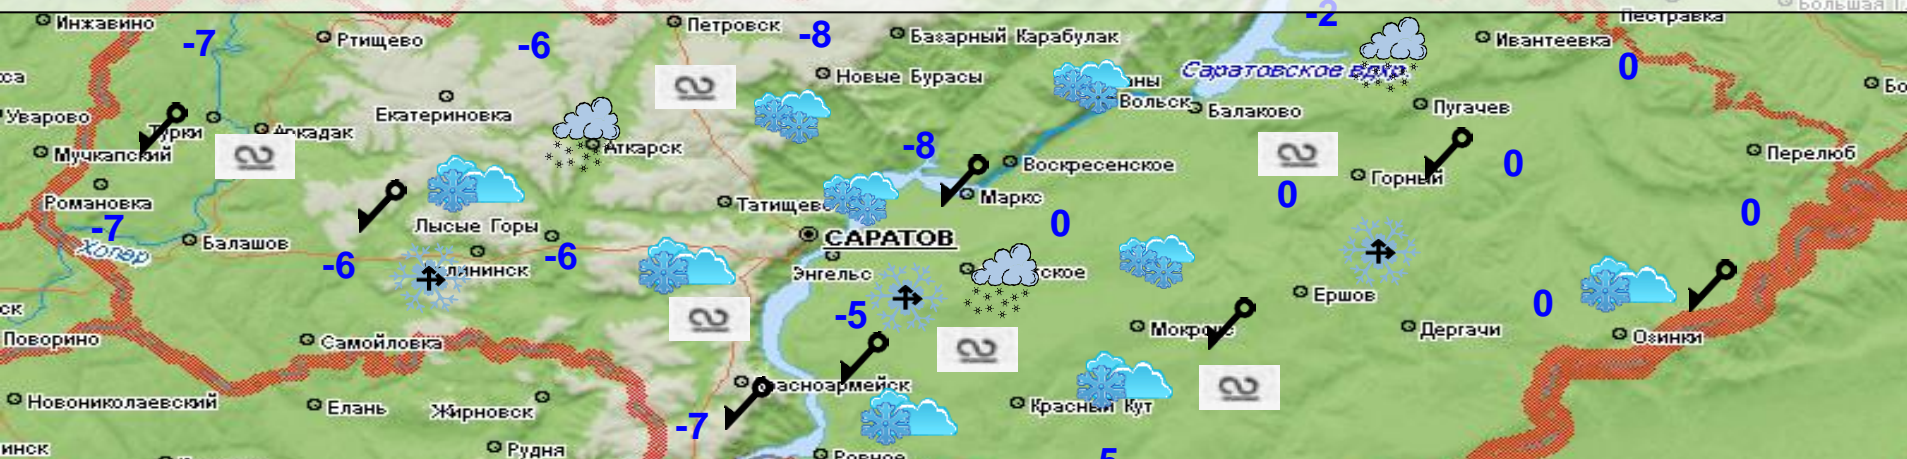 Инжавино
-7
Ртищево
-6
Петровск
-8
Базарный Карабулак
-2
Ивантеевка
Пестравка
0
Новые Бурасы
Саратовское вдхр.
Уварово
Турки
Аркадак
Екатериновка
Аткарск
Вольск
Балаково
Пугачев
Мучкапский
-8
Воскресенское
Горный
0
Перелюб
Романовка
-7
Хопер
Балашов
Лысые Горы
Татищево
Маркс
0
0
0
САРАТОВ
-6
-6
Энгельс
ское
Ершов
0
Поворино
Самойловка
-5
Дергачи
Озинки
Новониколаевский
Елань
Жирновск
-7
Красный Кут
Рудня
Ровное